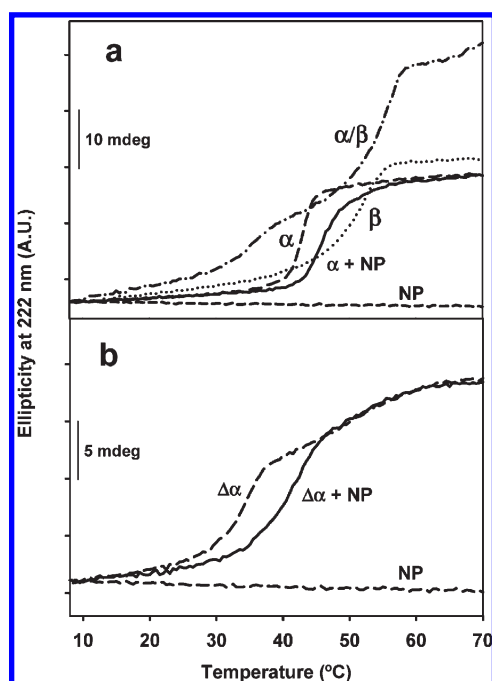 a
10 mdeg
α/β
α
β
α + NP
NP
Ellipticity at 222 nm (A.U.)
b
5 mdeg
Δα
Δα + NP
NP
10 20 30 40 50 60 70
Temperature (ºC)